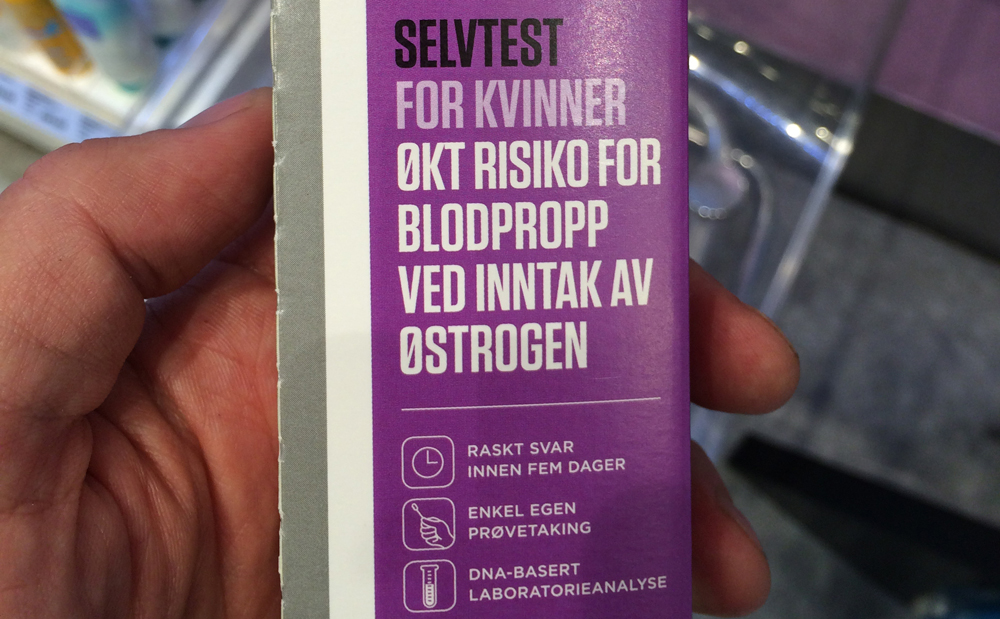 SELVTEST
FOR KVINNER
ØKT RISIKO FOR
BLODPROPP
VED INNTAK AV
ØSTROGEN
RASKT SVAR
INNEN FEM DAGER
ENKEL EGEN
PRØVETAKING
DNA-BASERT
LABORATORIEANALYSE